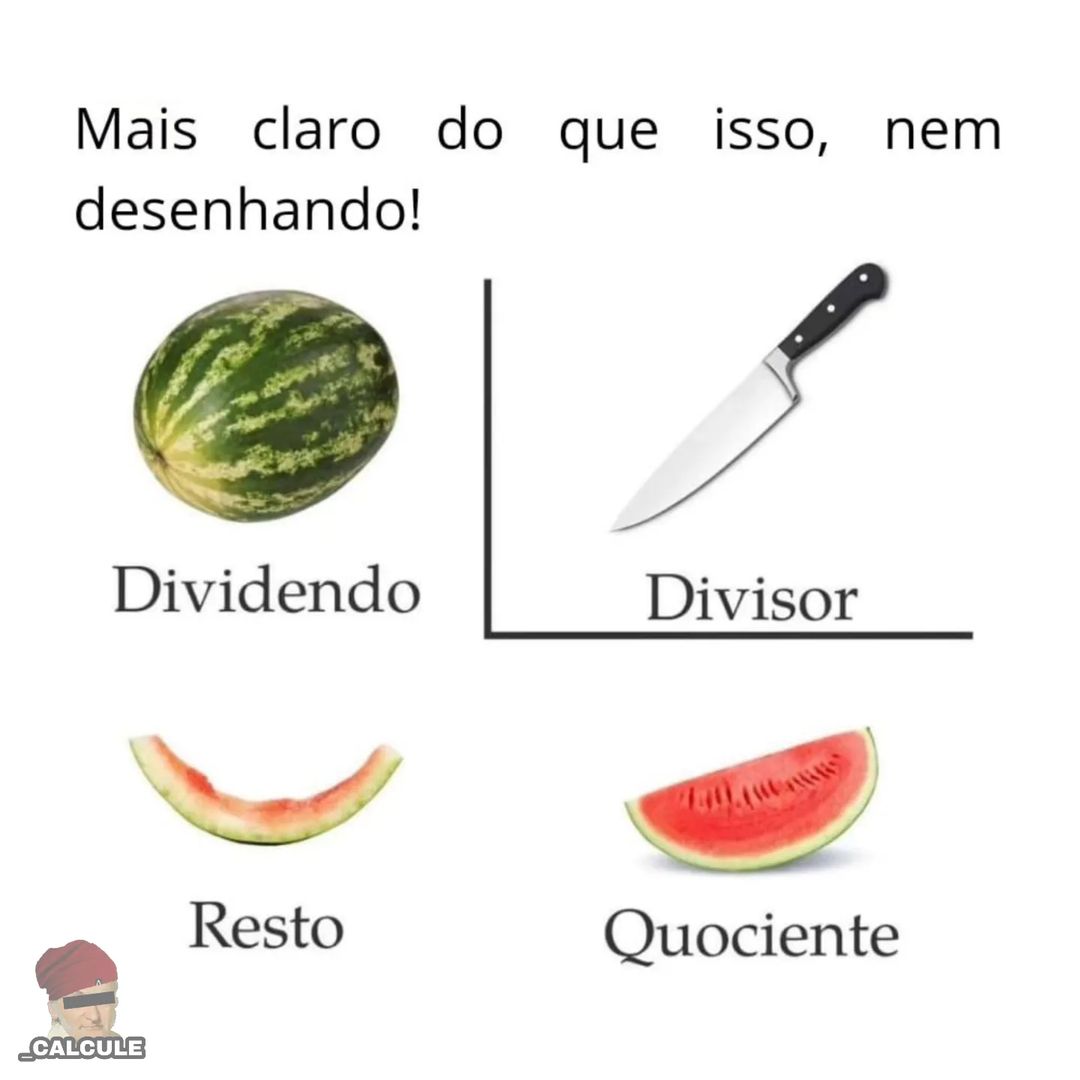 Mais claro do que isso, nem
desenhando!
Dividendo
Divisor
Resto
Quociente
_CALCULE